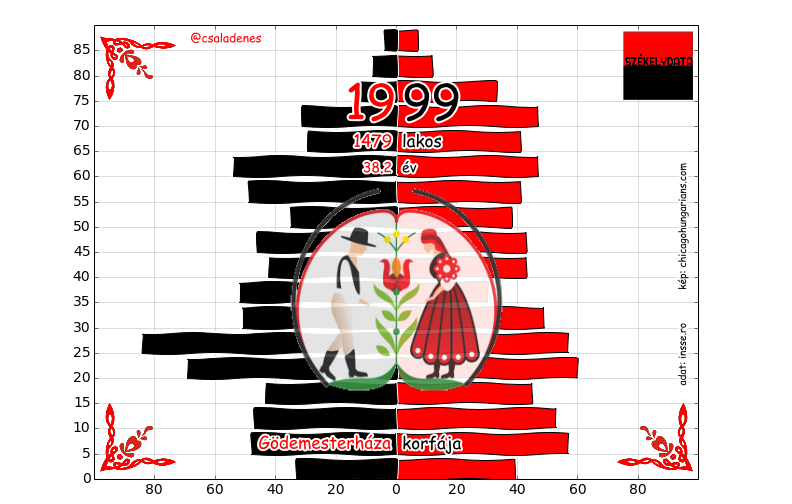 @csaladenes
SZÉKELYDATA
1999
1479 lakos
38.2 év
kép: chicagohungarians.com
adat: insse.ro
Gödemesterháza korfája
85
80
75
70
65
60
55
50
45
40
35
30
25
20
15
10
5
0
80 60 40 20 0 20 40 60 80